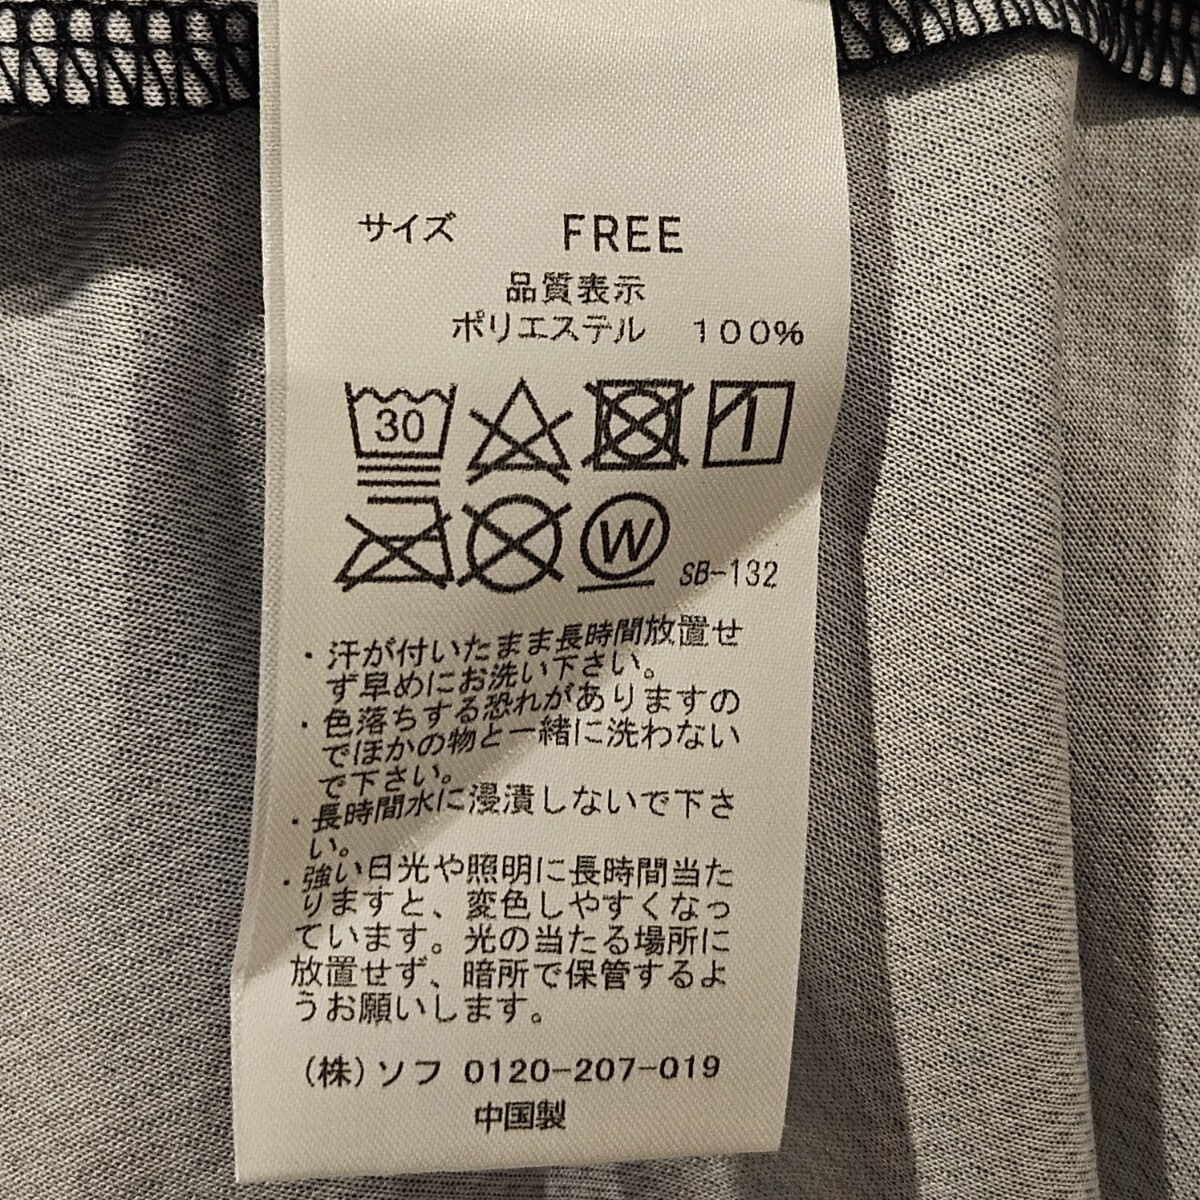 サイズ FREE
品質表示
ポリエステル 100%
30
W SB-132
・汗が付いたまま長時間放置せ
ず早めにお洗い下さい。
・色落ちする恐れがありますの
でほかの物と一緒に洗わない
で下さい。
・長時間水に浸漬しないで下さ
い。
・強い日光や照明に長時間当た
りますと、変色しやすくなっ
ています。光の当たる場所に
放置せず、暗所で保管するよ
うお願いします。
(株)ソフ 0120-207-019
中国製